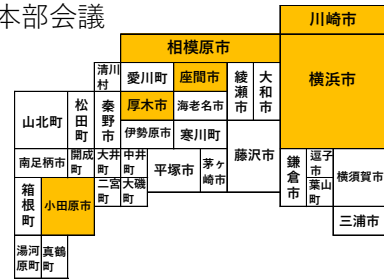 本部会議
川崎市
相模原市
横浜市
清川村
愛川町
座間市
綾瀬市
大和市
山北町
松田町
秦野市
厚木市
海老名市
伊勢原市
寒川町
藤沢市
南足柄市
開成町
大井町
中井町
平塚市
茅ヶ崎市
鎌倉市
逗子市
葉山町
横須賀市
箱根町
小田原市
二宮町
大磯町
三浦市
湯河原町
真鶴町